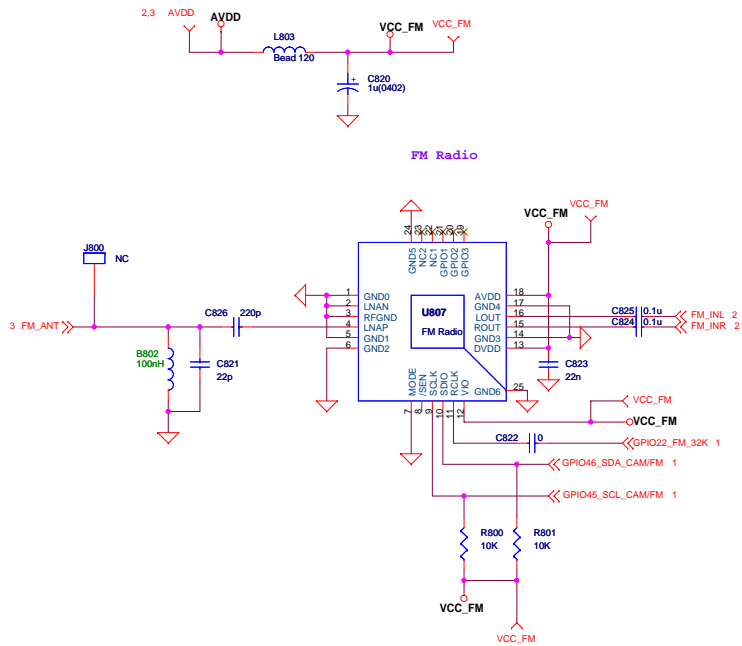 2,3 AVDD
AVDD
L803
Bead 120
VCC_FM
VCC_FM
C820
1u(0402)
+
FM Radio
J800
NC
VCC_FM
VCC_FM
24
23
22
21
20
19
GND5
NC2
NC1
GPIO1
GPIO2
GPIO3
3 FM_ANT
C826 220p
B802
100nH
C821
22p
1 GND0
2 LNAN
3 RFGND
4 LNAP
5 GND1
6 GND2
U807
FM Radio
AVDD 18
GND4 17
LOUT 16
ROUT 15
GND3 14
DVDD 13
GND6 25
C825 0.1u
C824 0.1u
FM_INL 2
FM_INR 2
C823
22n
MODE
/SEN
SCLK
SDIO
RCLK
VIO
7
8
9
10
11
12
VCC_FM
VCC_FM
C822 0
GPIO22_FM_32K 1
GPIO46_SDA_CAM/FM 1
GPIO45_SCL_CAM/FM 1
R800
10K
R801
10K
VCC_FM
VCC_FM